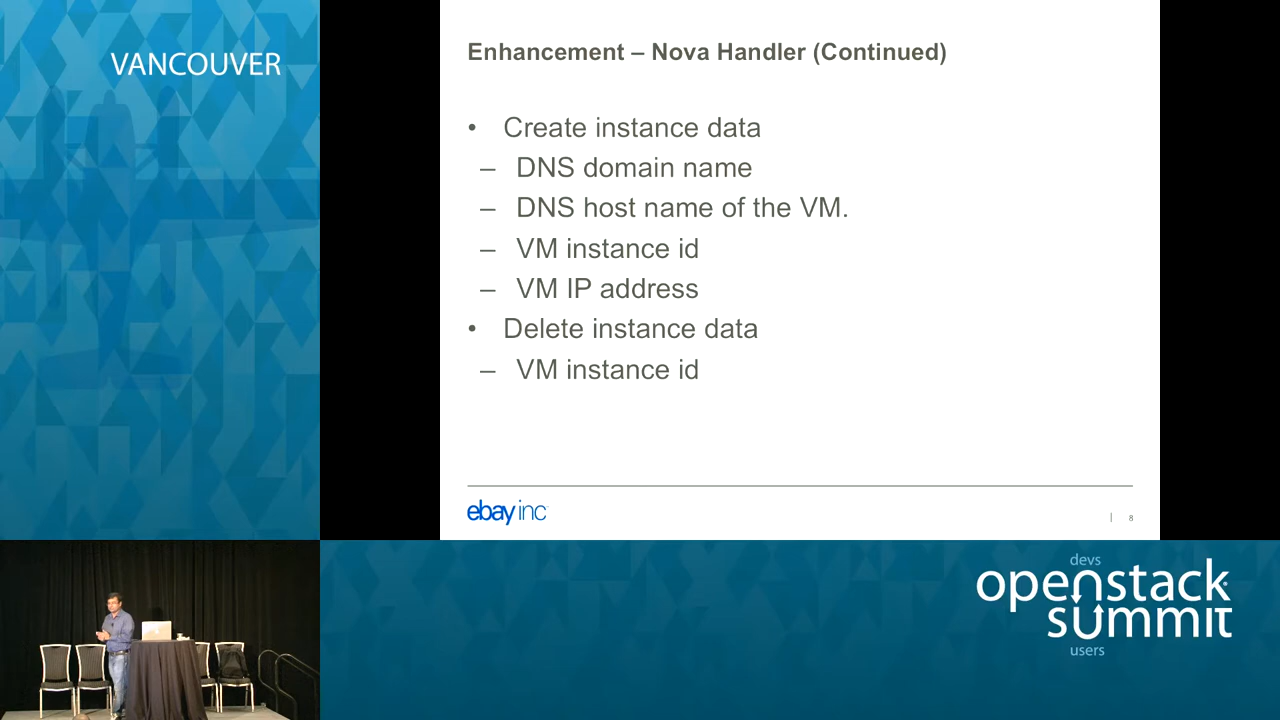 VANCOUVER
Enhancement – Nova Handler (Continued)
• Create instance data
– DNS domain name
– DNS host name of the VM.
– VM instance id
– VM IP address
• Delete instance data
– VM instance id
ebay inc
| 8
devs
openstack
summit
users